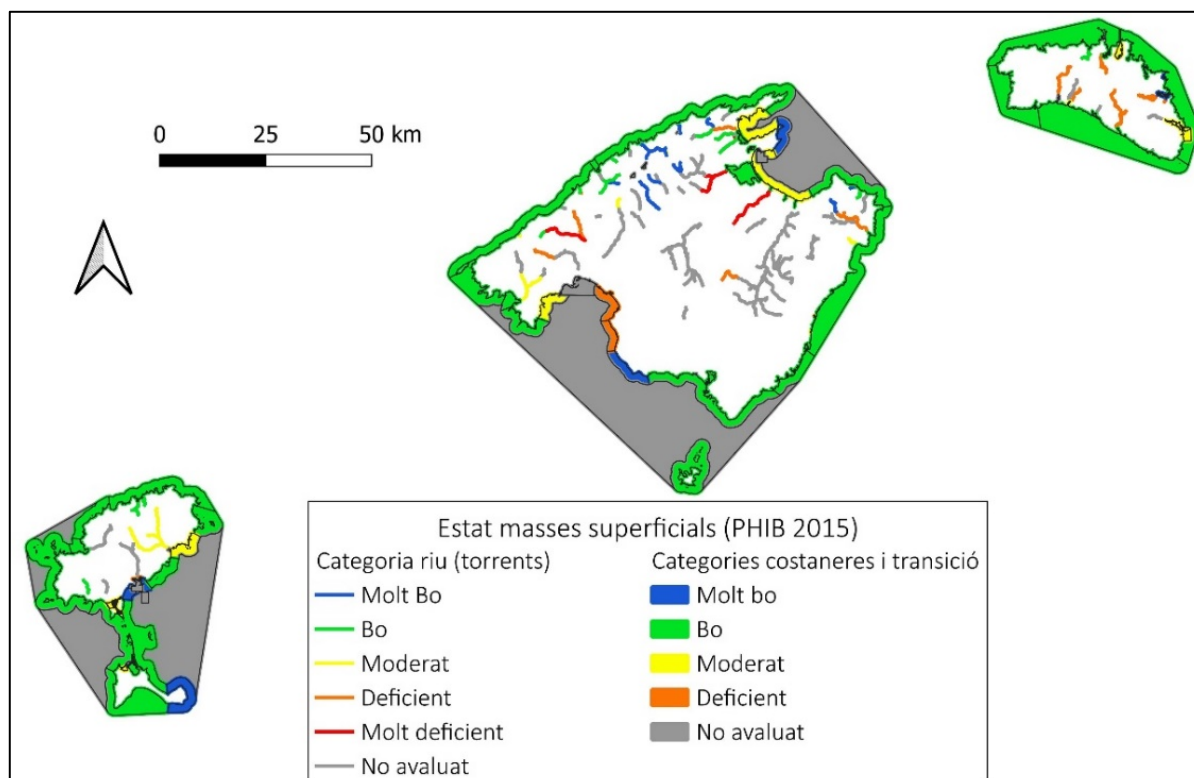 0 25 50 km
Estat masses superficials (PHIB 2015)
Categoria riu (torrents)
Molt Bo
Bo
Moderat
Deficient
Molt deficient
No avaluat
Categories costaneres i transició
Molt bo
Bo
Moderat
Deficient
No avaluat